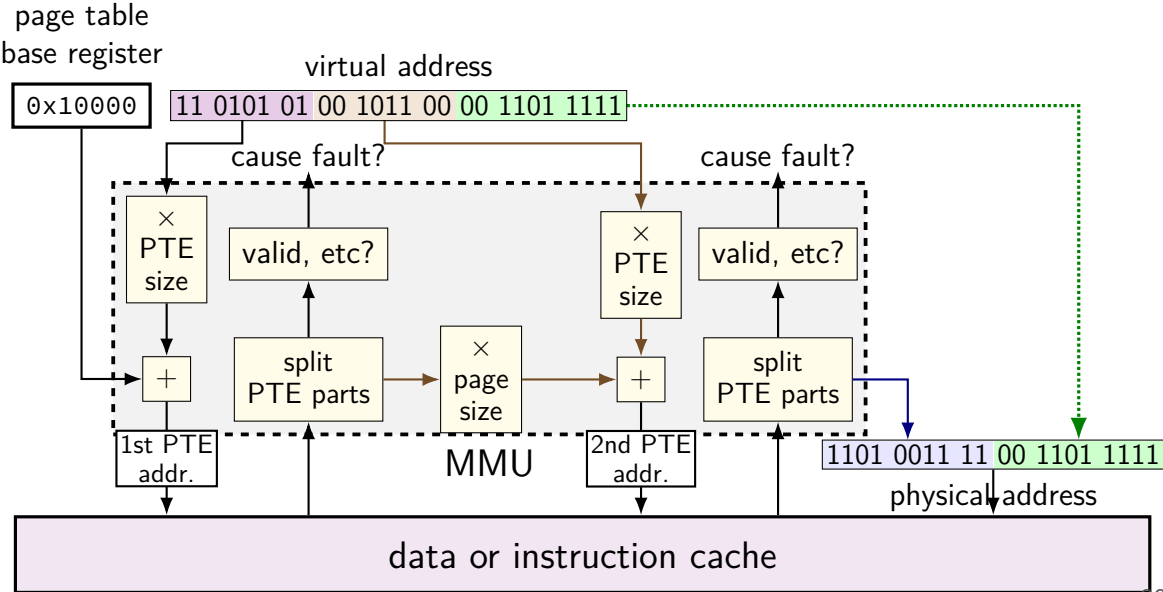 page table
base register
virtual address
0x10000
11 0101 01 00 1011 00 00 1101 1111
cause fault?
cause fault?
×
PTE
size
valid, etc?
×
PTE
size
valid, etc?
+
split
PTE parts
×
page
size
+
split
PTE parts
1st PTE
addr.
MMU
2nd PTE
addr.
1101 0011 11 00 1101 1111
physical address
data or instruction cache